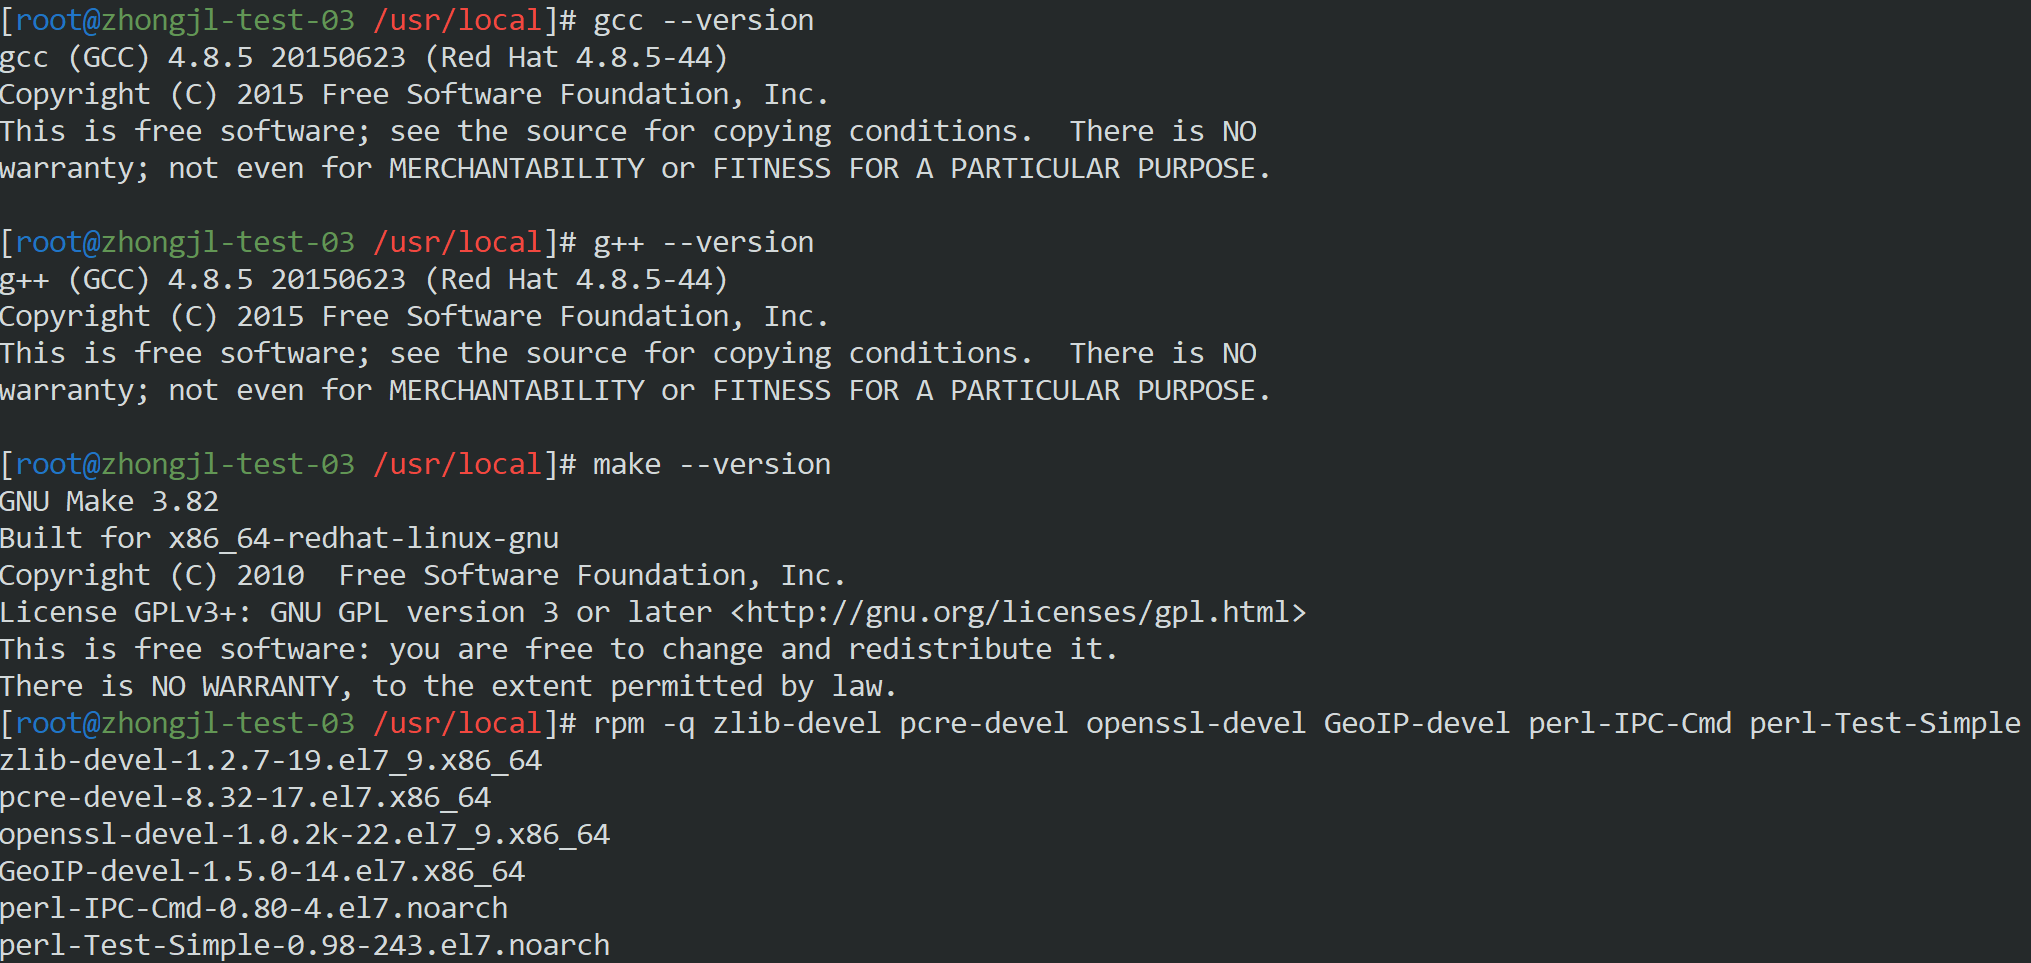 [root@zhongjl-test-03 /usr/local]# gcc --version
gcc (GCC) 4.8.5 20150623 (Red Hat 4.8.5-44)
Copyright (C) 2015 Free Software Foundation, Inc.
This is free software; see the source for copying conditions.  There is NO
warranty; not even for MERCHANTABILITY or FITNESS FOR A PARTICULAR PURPOSE.

[root@zhongjl-test-03 /usr/local]# g++ --version
g++ (GCC) 4.8.5 20150623 (Red Hat 4.8.5-44)
Copyright (C) 2015 Free Software Foundation, Inc.
This is free software; see the source for copying conditions.  There is NO
warranty; not even for MERCHANTABILITY or FITNESS FOR A PARTICULAR PURPOSE.

[root@zhongjl-test-03 /usr/local]# make --version
GNU Make 3.82
Built for x86_64-redhat-linux-gnu
Copyright (C) 2010  Free Software Foundation, Inc.
License GPLv3+: GNU GPL version 3 or later <http://gnu.org/licenses/gpl.html>
This is free software: you are free to change and redistribute it.
There is NO WARRANTY, to the extent permitted by law.
[root@zhongjl-test-03 /usr/local]# rpm -q zlib-devel pcre-devel openssl-devel GeoIP-devel perl-IPC-Cmd perl-Test-Simple
zlib-devel-1.2.7-19.el7_9.x86_64
pcre-devel-8.32-17.el7.x86_64
openssl-devel-1.0.2k-22.el7_9.x86_64
GeoIP-devel-1.5.0-14.el7.x86_64
perl-IPC-Cmd-0.80-4.el7.noarch
perl-Test-Simple-0.98-243.el7.noarch